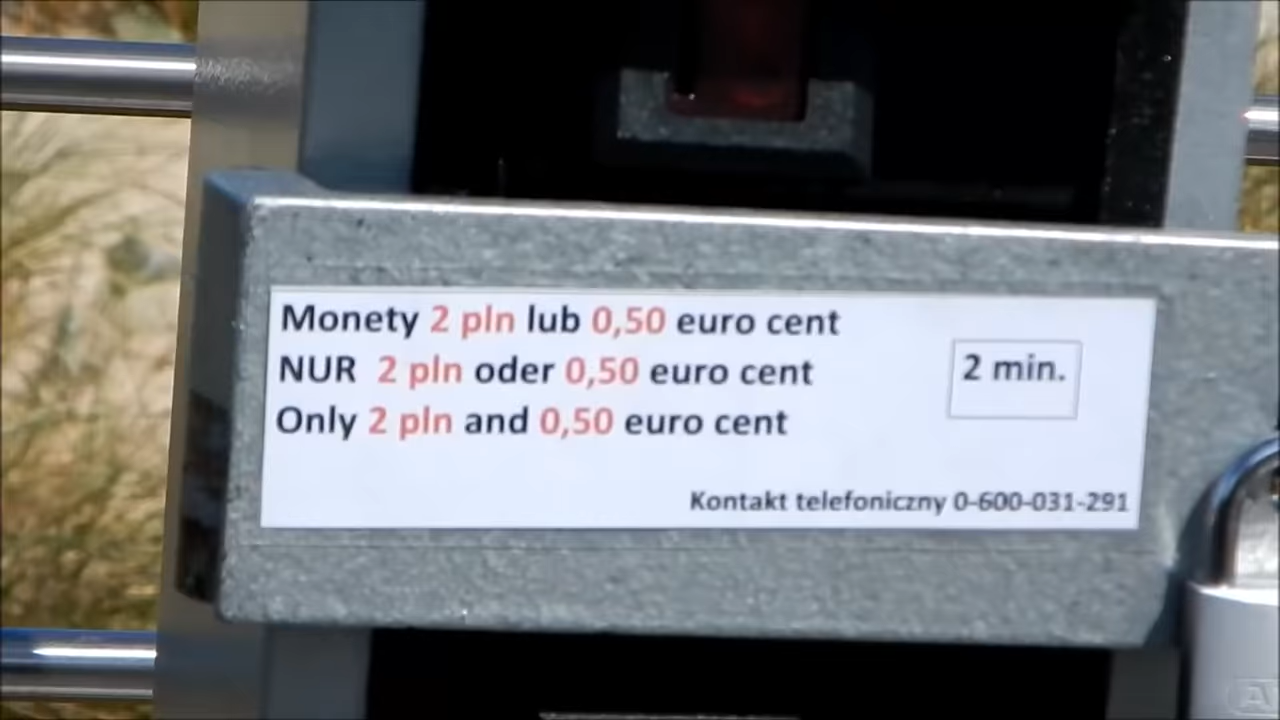 Monety 2 pln lub 0,50 euro cent
NUR 2 pln oder 0,50 euro cent
Only 2 pln and 0,50 euro cent
2 min.
Kontakt telefoniczny 0-600-031-291